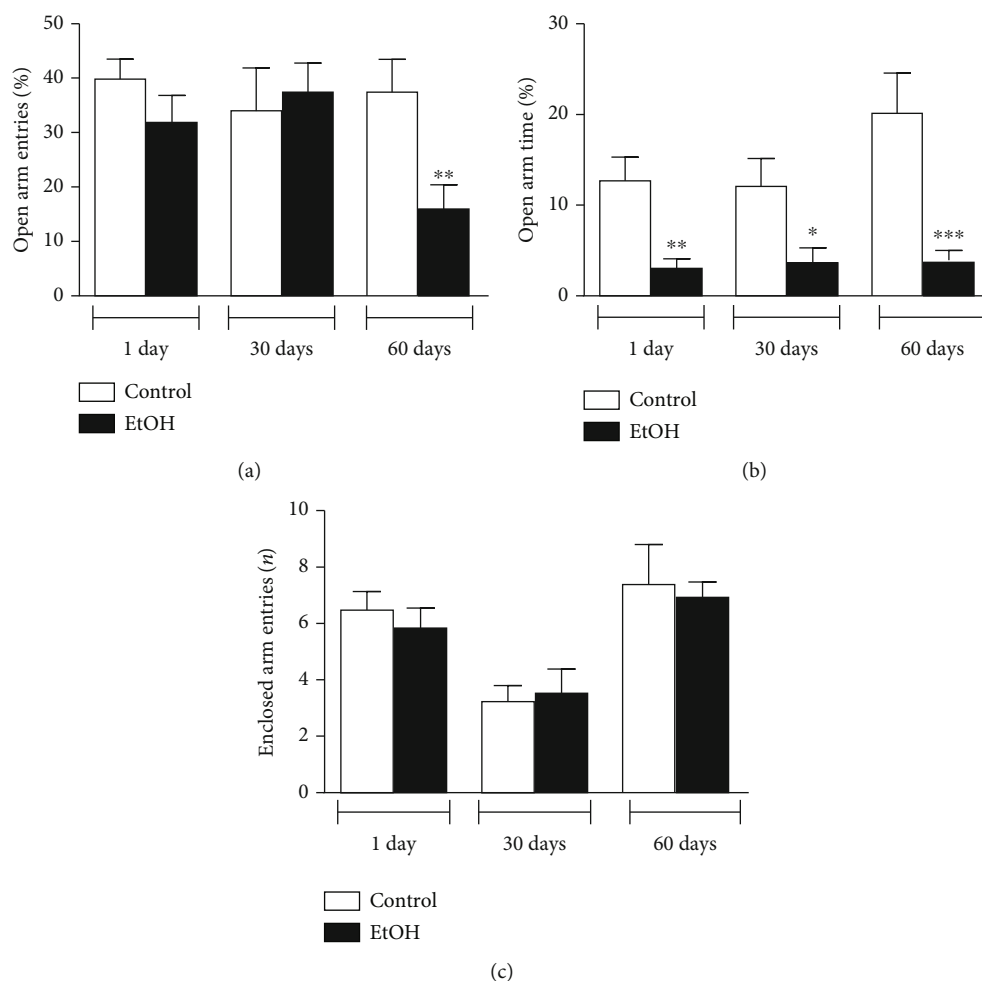 50
40
30
20
10
0
Open arm entries (%)
**
1 day 30 days 60 days
Control
EtOH
(a)
30
20
10
0
Open arm time (%)
** * ***
1 day 30 days 60 days
Control
EtOH
(b)
10
8
6
4
2
0
Enclosed arm entries (n)
1 day 30 days 60 days
Control
EtOH
(c)